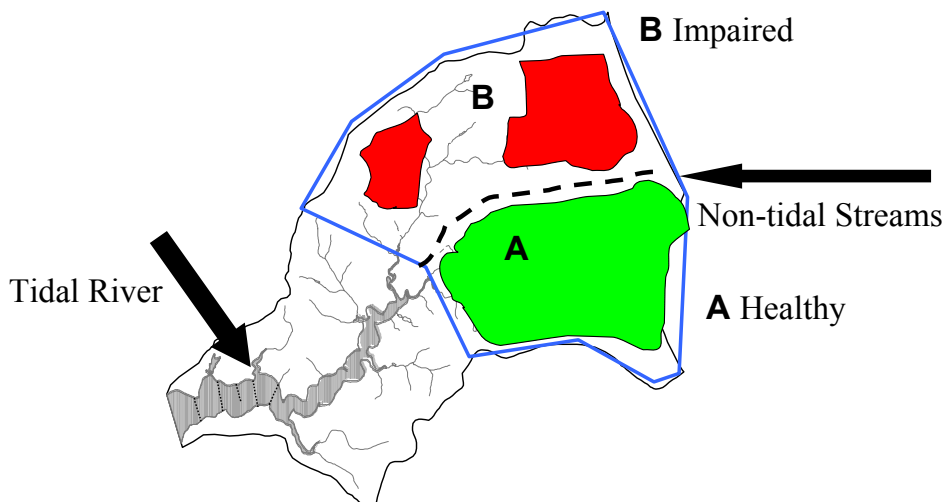 B Impaired
B
Non-tidal Streams
A
Tidal River
A Healthy